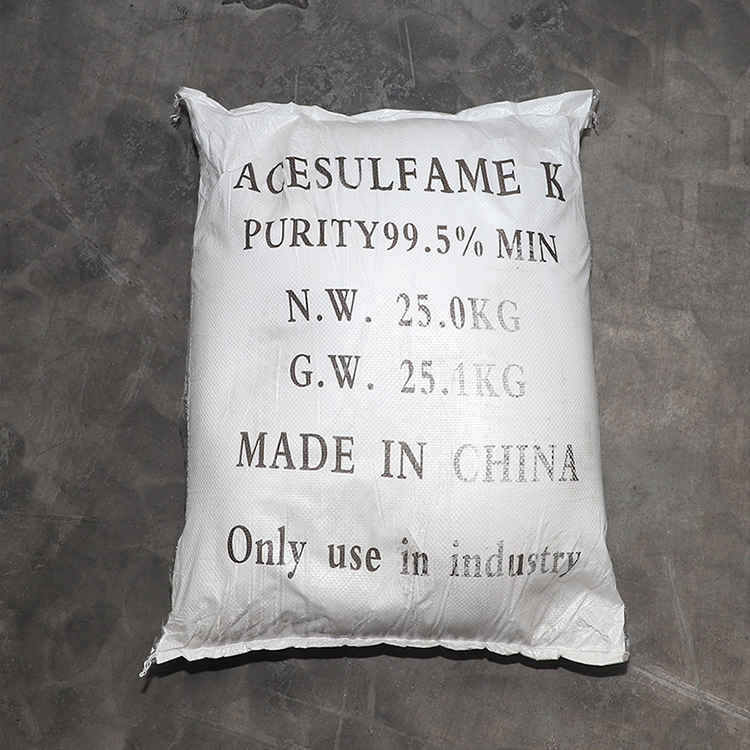 ACESULFAME K
PURITY99.5% MIN
N.W. 25.0KG
G.W. 25.1KG
MADE IN CHINA
Only use in industry